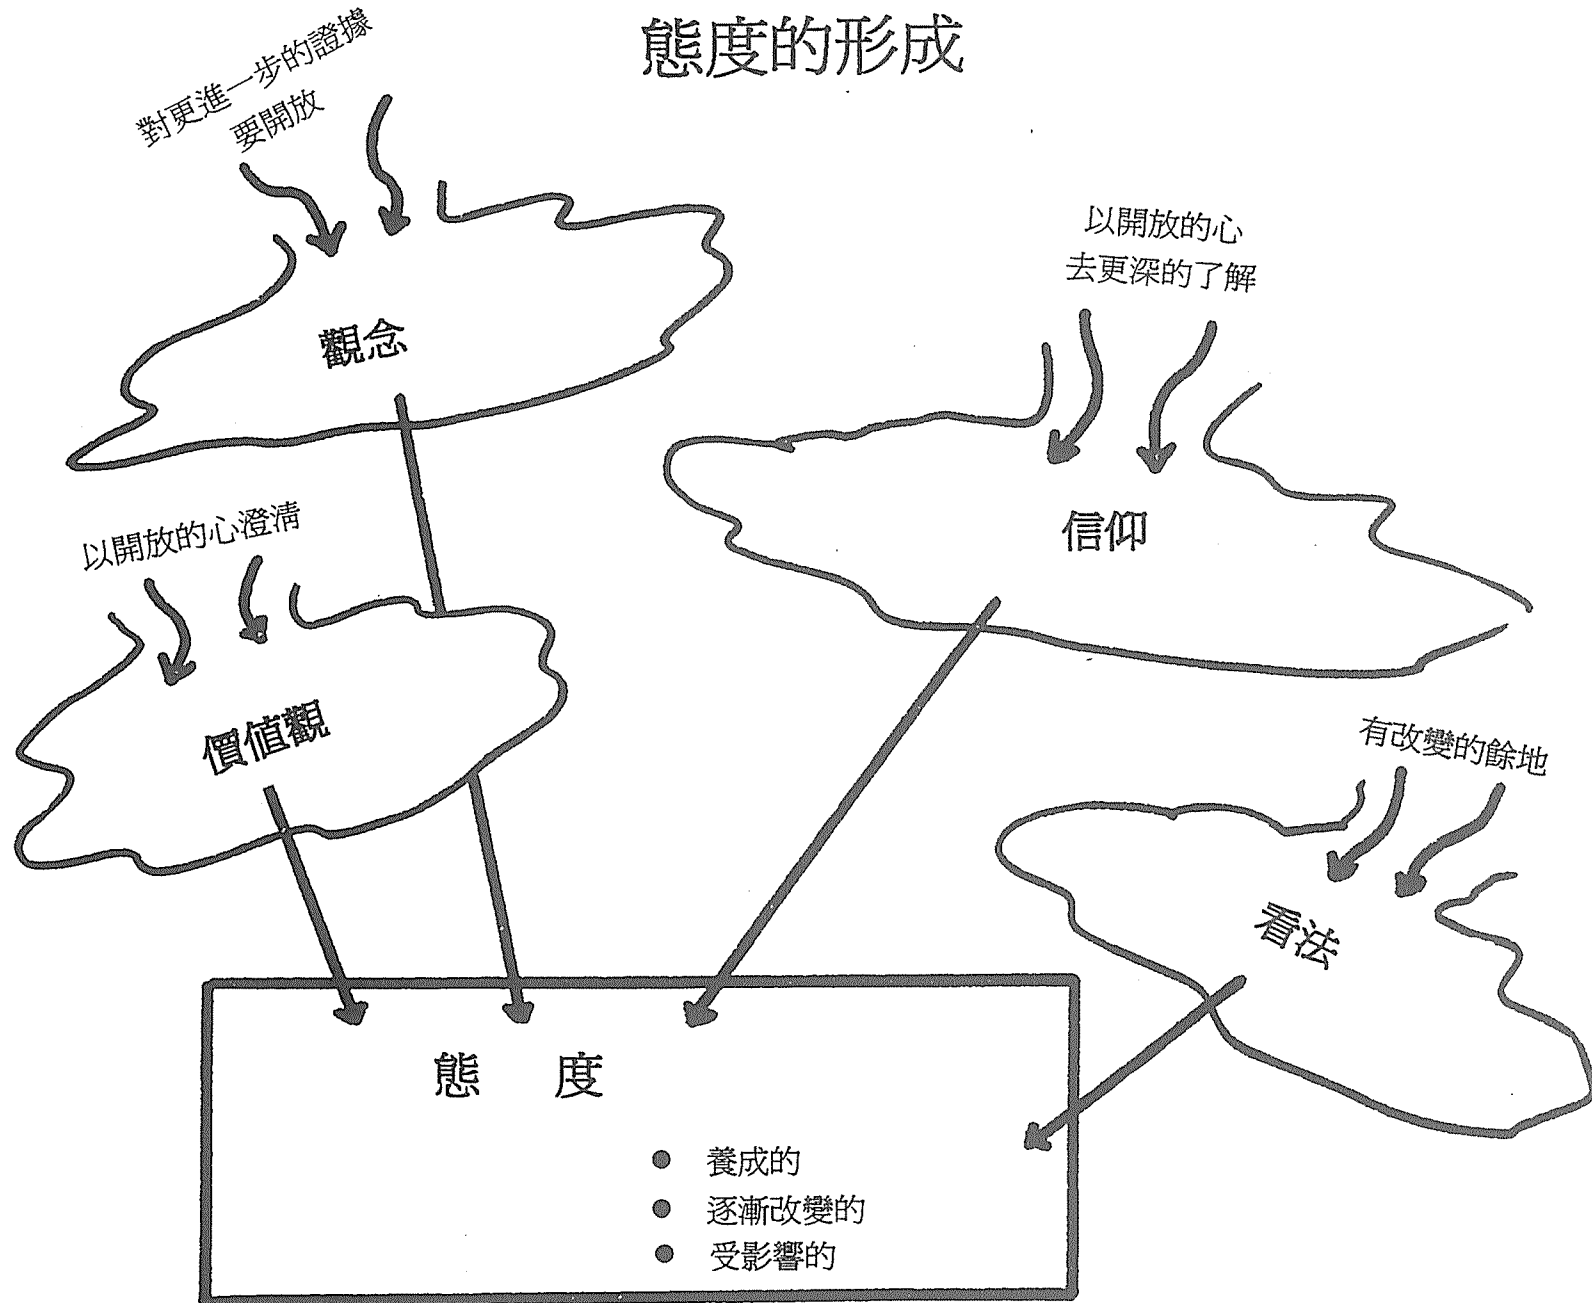 態度的形成
對更進一步的證據
要開放
觀念
以開放的心
去更深的了解
信仰
以開放的心澄清
價值觀
有改變的餘地
看法
態 度
● 養成的
● 逐漸改變的
● 受影響的